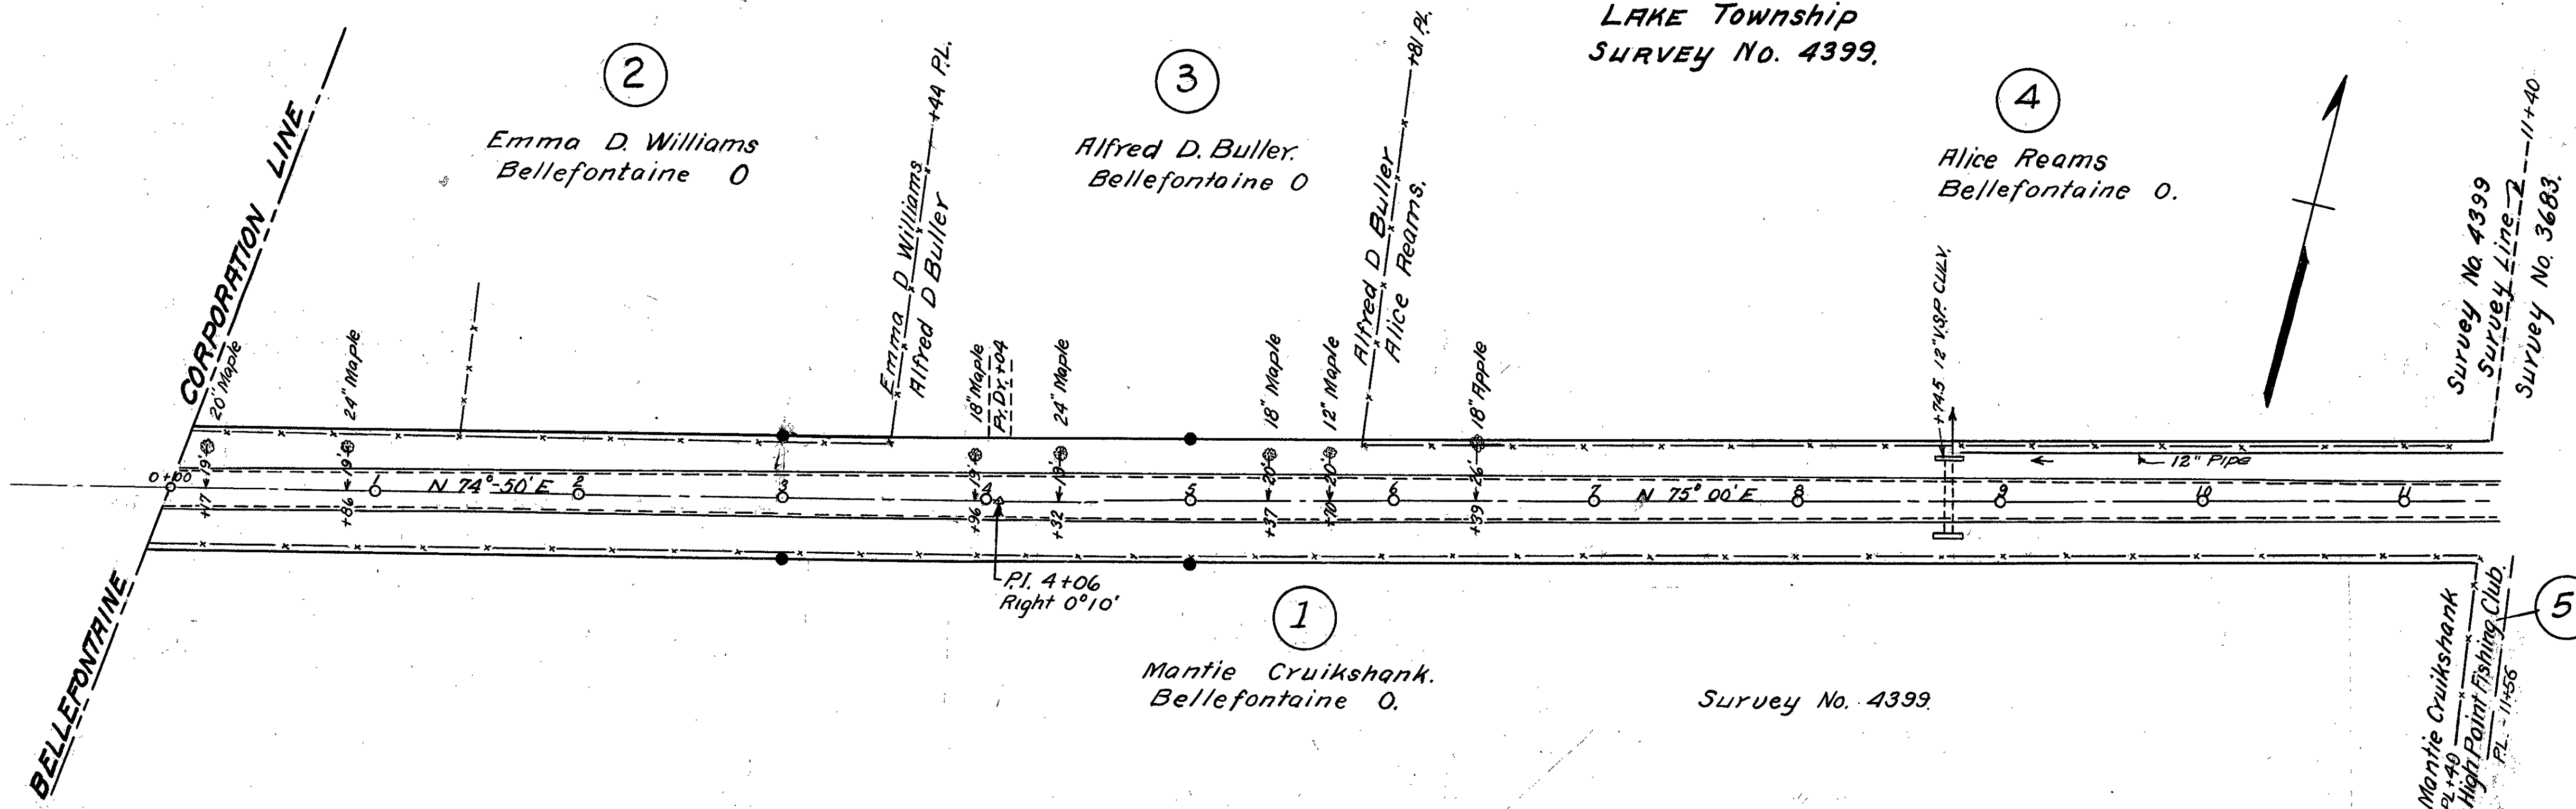 LAKE Township
SURVEY No. 4399.
2
Emma D. Williams
Bellefontaine O
3
Alfred D. Buller.
Bellefontaine O
4
Alice Reams
Bellefontaine O.
CORPORATION LINE
BELLEFONTAINE
20" Maple
24" Maple
Emma D Williams +44 P.L.
Alfred D Buller
18" Maple
Pr. Dr. +04
24" Maple
18" Maple
12" Maple
Alfred D Buller +81 P.L.
Alice Reams.
18" Apple
+74.5 12" V.S.P. CULV.
12" Pipe
Survey No. 4399
Survey Line 11+40
Survey No. 3683.
0+00
+17 19'
+86 19'
1
N 74°-50' E
2
3
+96 19'
4
+32
5
+37 20'
+70 20'
6
+39 26'
7
N 75° 00' E
8
9
10
11
P.I. 4+06
Right 0°10'
1
Mantie Cruikshank.
Bellefontaine O.
Survey No. 4399
Mantie Cruikshank
PL+40
High Point Fishing Club.
PL - 11+56
5